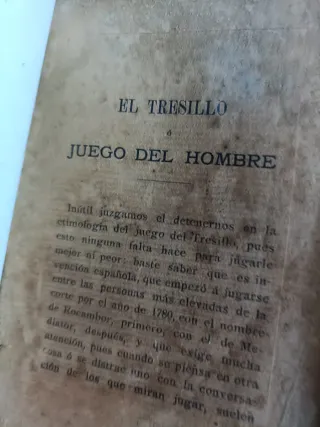 EL TRESILLO
ó
JUEGO DEL HOMBRE
Inútil juzgamos el detenernos en la
etimología del juego del Tresillo, pues
esto ninguna falta hace para jugarle
mejor al peor: baste saber que es in-
vención española, que empezó á jugarse
entre las personas más elevadas de la
corte por el año de 1780, con el nombre
de Rocambor, primero, con el de Me-
diator, después, y que exige mucha
atención, pues cuando se piensa en otra
cosa ó se distrae uno con la conversa-
ción de los que miran jugar, suelen